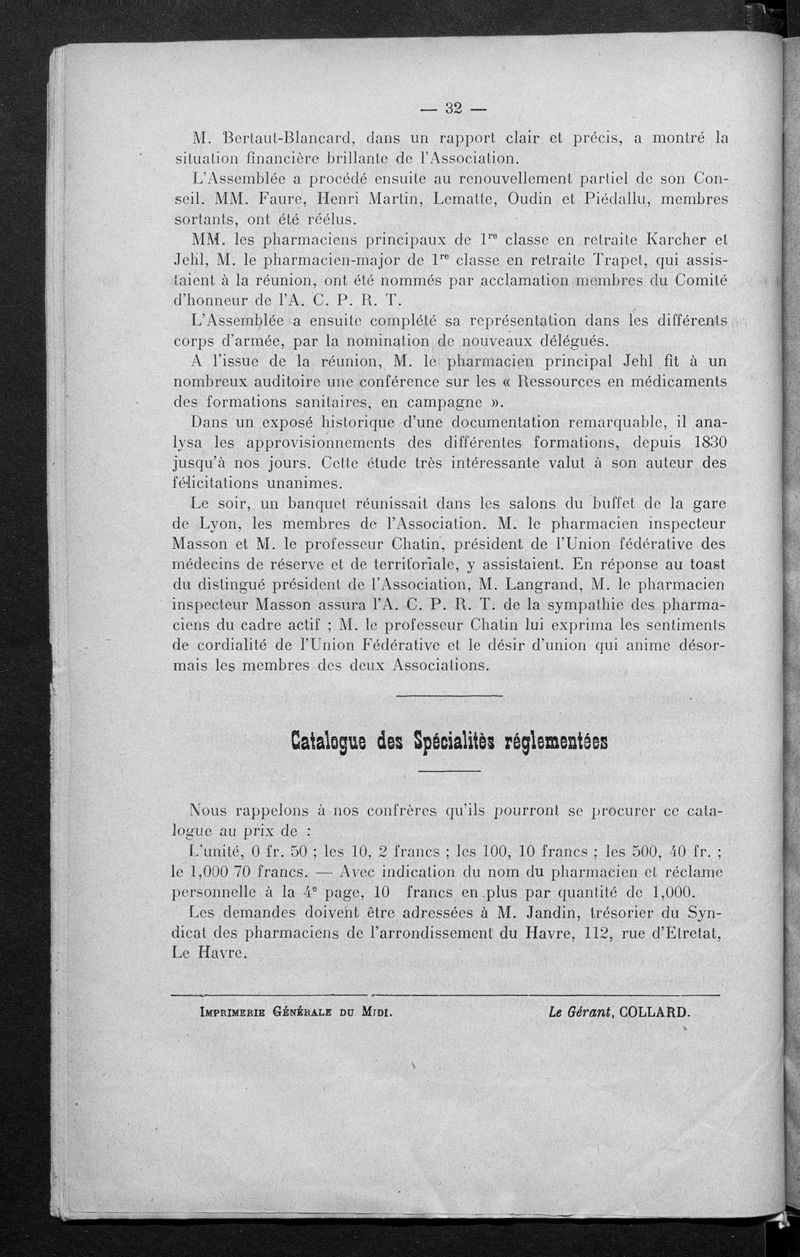 — 32 —
M. Bertaut-Blancard, dans un rapport clair et précis, a montré la
situation financière brillante de l'Association.
L'Assemblée a procédé ensuite au renouvellement partiel de son Con-
seil. MM. Faure, Henri Martin, Lematte, Oudin et Piédallu, membres
sortants, ont été réélus.
MM. les pharmaciens principaux de 1re classe en retraite Karcher et
Jehl, M. le pharmacien-major de 1re classe en retraite Trapet, qui assis-
taient à la réunion, ont été nommés par acclamation membres du Comité
d'honneur de l'A. C. P. R. T.
L'Assemblée a ensuite complété sa représentation dans les différents
corps d'armée, par la nomination de nouveaux délégués.
A l'issue de la réunion, M. le pharmacien principal Jehl fit à un
nombreux auditoire une conférence sur les « Ressources en médicaments
des formations sanitaires, en campagne ».
Dans un exposé historique d'une documentation remarquable, il ana-
lysa les approvisionnements des différentes formations, depuis 1830
jusqu'à nos jours. Cette étude très intéressante valut à son auteur des
félicitations unanimes.
Le soir, un banquet réunissait dans les salons du buffet de la gare
de Lyon, les membres de l'Association. M. le pharmacien inspecteur
Masson et M. le professeur Chatin, président de l'Union fédérative des
médecins de réserve et de territoriale, y assistaient. En réponse au toast
du distingué président de l'Association, M. Langrand, M. le pharmacien
inspecteur Masson assura l'A. C. P. R. T. de la sympathie des pharma-
ciens du cadre actif ; M. le professeur Chatin lui exprima les sentiments
de cordialité de l'Union Fédérative et le désir d'union qui anime désor-
mais les membres des deux Associations.
Catalogue des Spécialités réglementées
Nous rappelons à nos confrères qu'ils pourront se procurer ce cata-
logue au prix de :
L'unité, 0 fr. 50 ; les 10, 2 francs ; les 100, 10 francs ; les 500, 40 fr. ;
le 1,000 70 francs. — Avec indication du nom du pharmacien et réclame
personnelle à la 4e page, 10 francs en plus par quantité de 1,000.
Les demandes doivent être adressées à M. Jandin, trésorier du Syn-
dicat des pharmaciens de l'arrondissement du Havre, 112, rue d'Etretat,
Le Havre.
Imprimerie Générale du Midi.
Le Gérant, COLLARD.